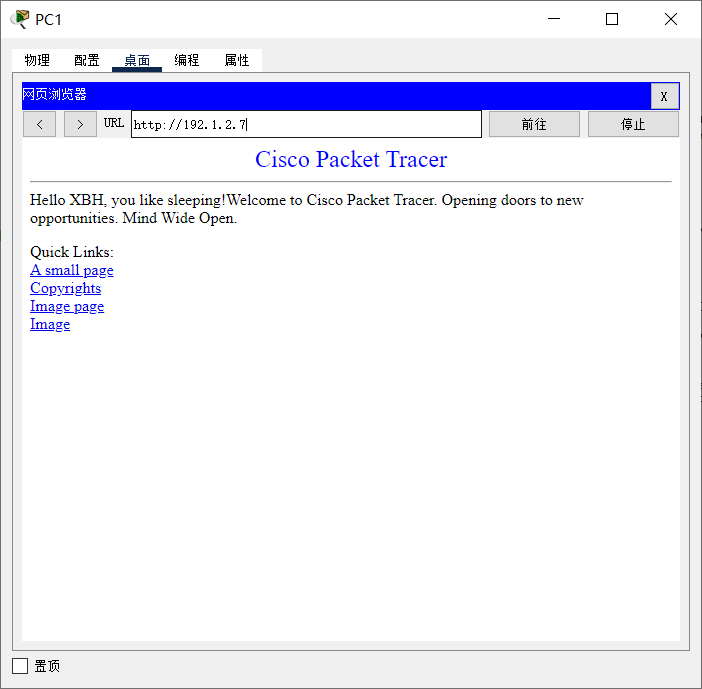 PC1
物理 配置 桌面 编程 属性
网页浏览器 X
< > URL http://192.1.2.7 前往 停止
Cisco Packet Tracer
Hello XBH, you like sleeping!Welcome to Cisco Packet Tracer. Opening doors to new
opportunities. Mind Wide Open.
Quick Links:
A small page
Copyrights
Image page
Image
置顶